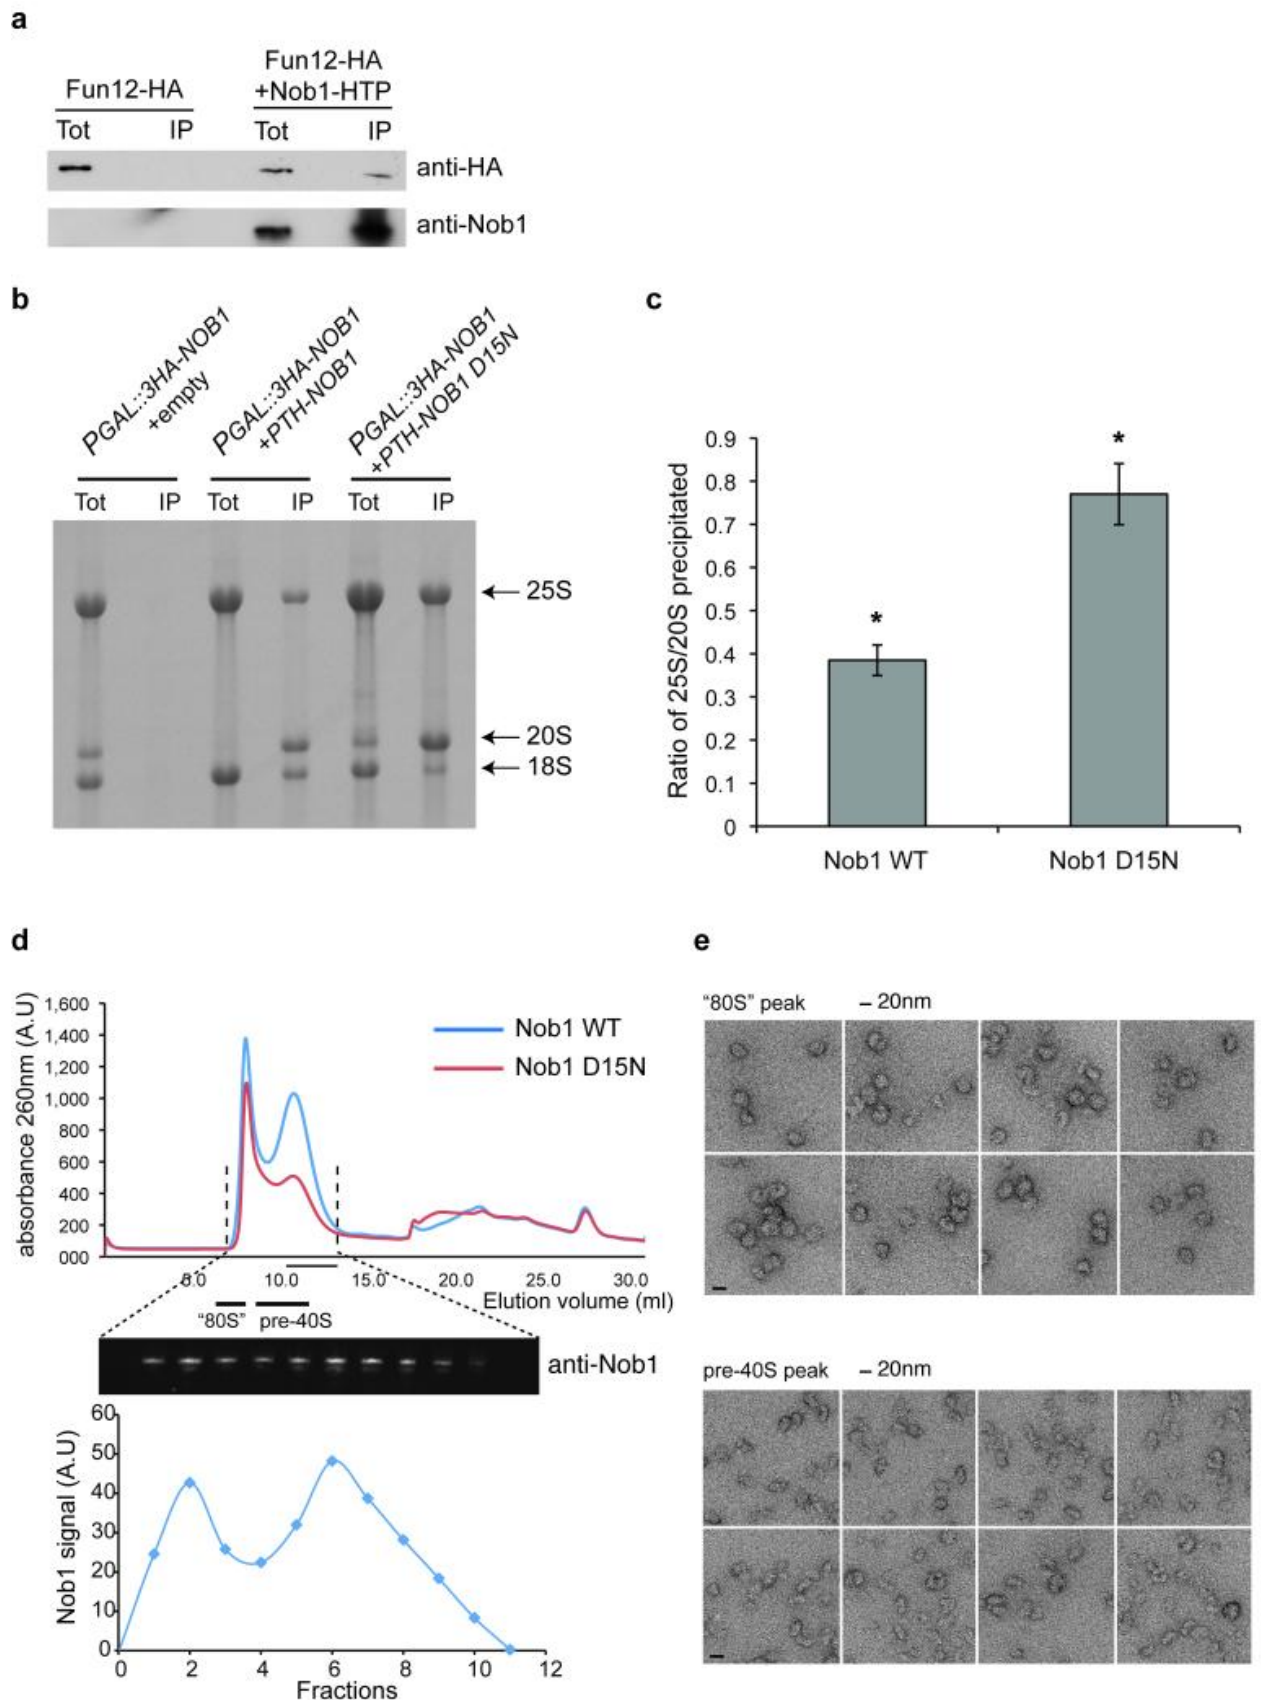 a
Fun12-HA
Fun12-HA
+Nob1-HTP
Tot IP Tot IP
anti-HA
anti-Nob1
b
PGAL::3HA-NOB1
+empty
PGAL::3HA-NOB1
+PTH-NOB1
PGAL::3HA-NOB1
+PTH-NOB1 D15N
Tot IP Tot IP Tot IP
25S
20S
18S
c
Ratio of 25S/20S precipitated
0.9
0.8
0.7
0.6
0.5
0.4
0.3
0.2
0.1
0
*
*
Nob1 WT Nob1 D15N
d
absorbance 260nm (A.U)
1,600
1,400
1,200
1,000
800
600
400
200
000
Nob1 WT
Nob1 D15N
5.0 10.0 15.0 20.0 25.0 30.0
Elution volume (ml)
“80S” pre-40S
anti-Nob1
Nob1 signal (A.U)
60
50
40
30
20
10
0
0 2 4 6 8 10 12
Fractions
e
“80S” peak – 20nm
pre-40S peak – 20nm